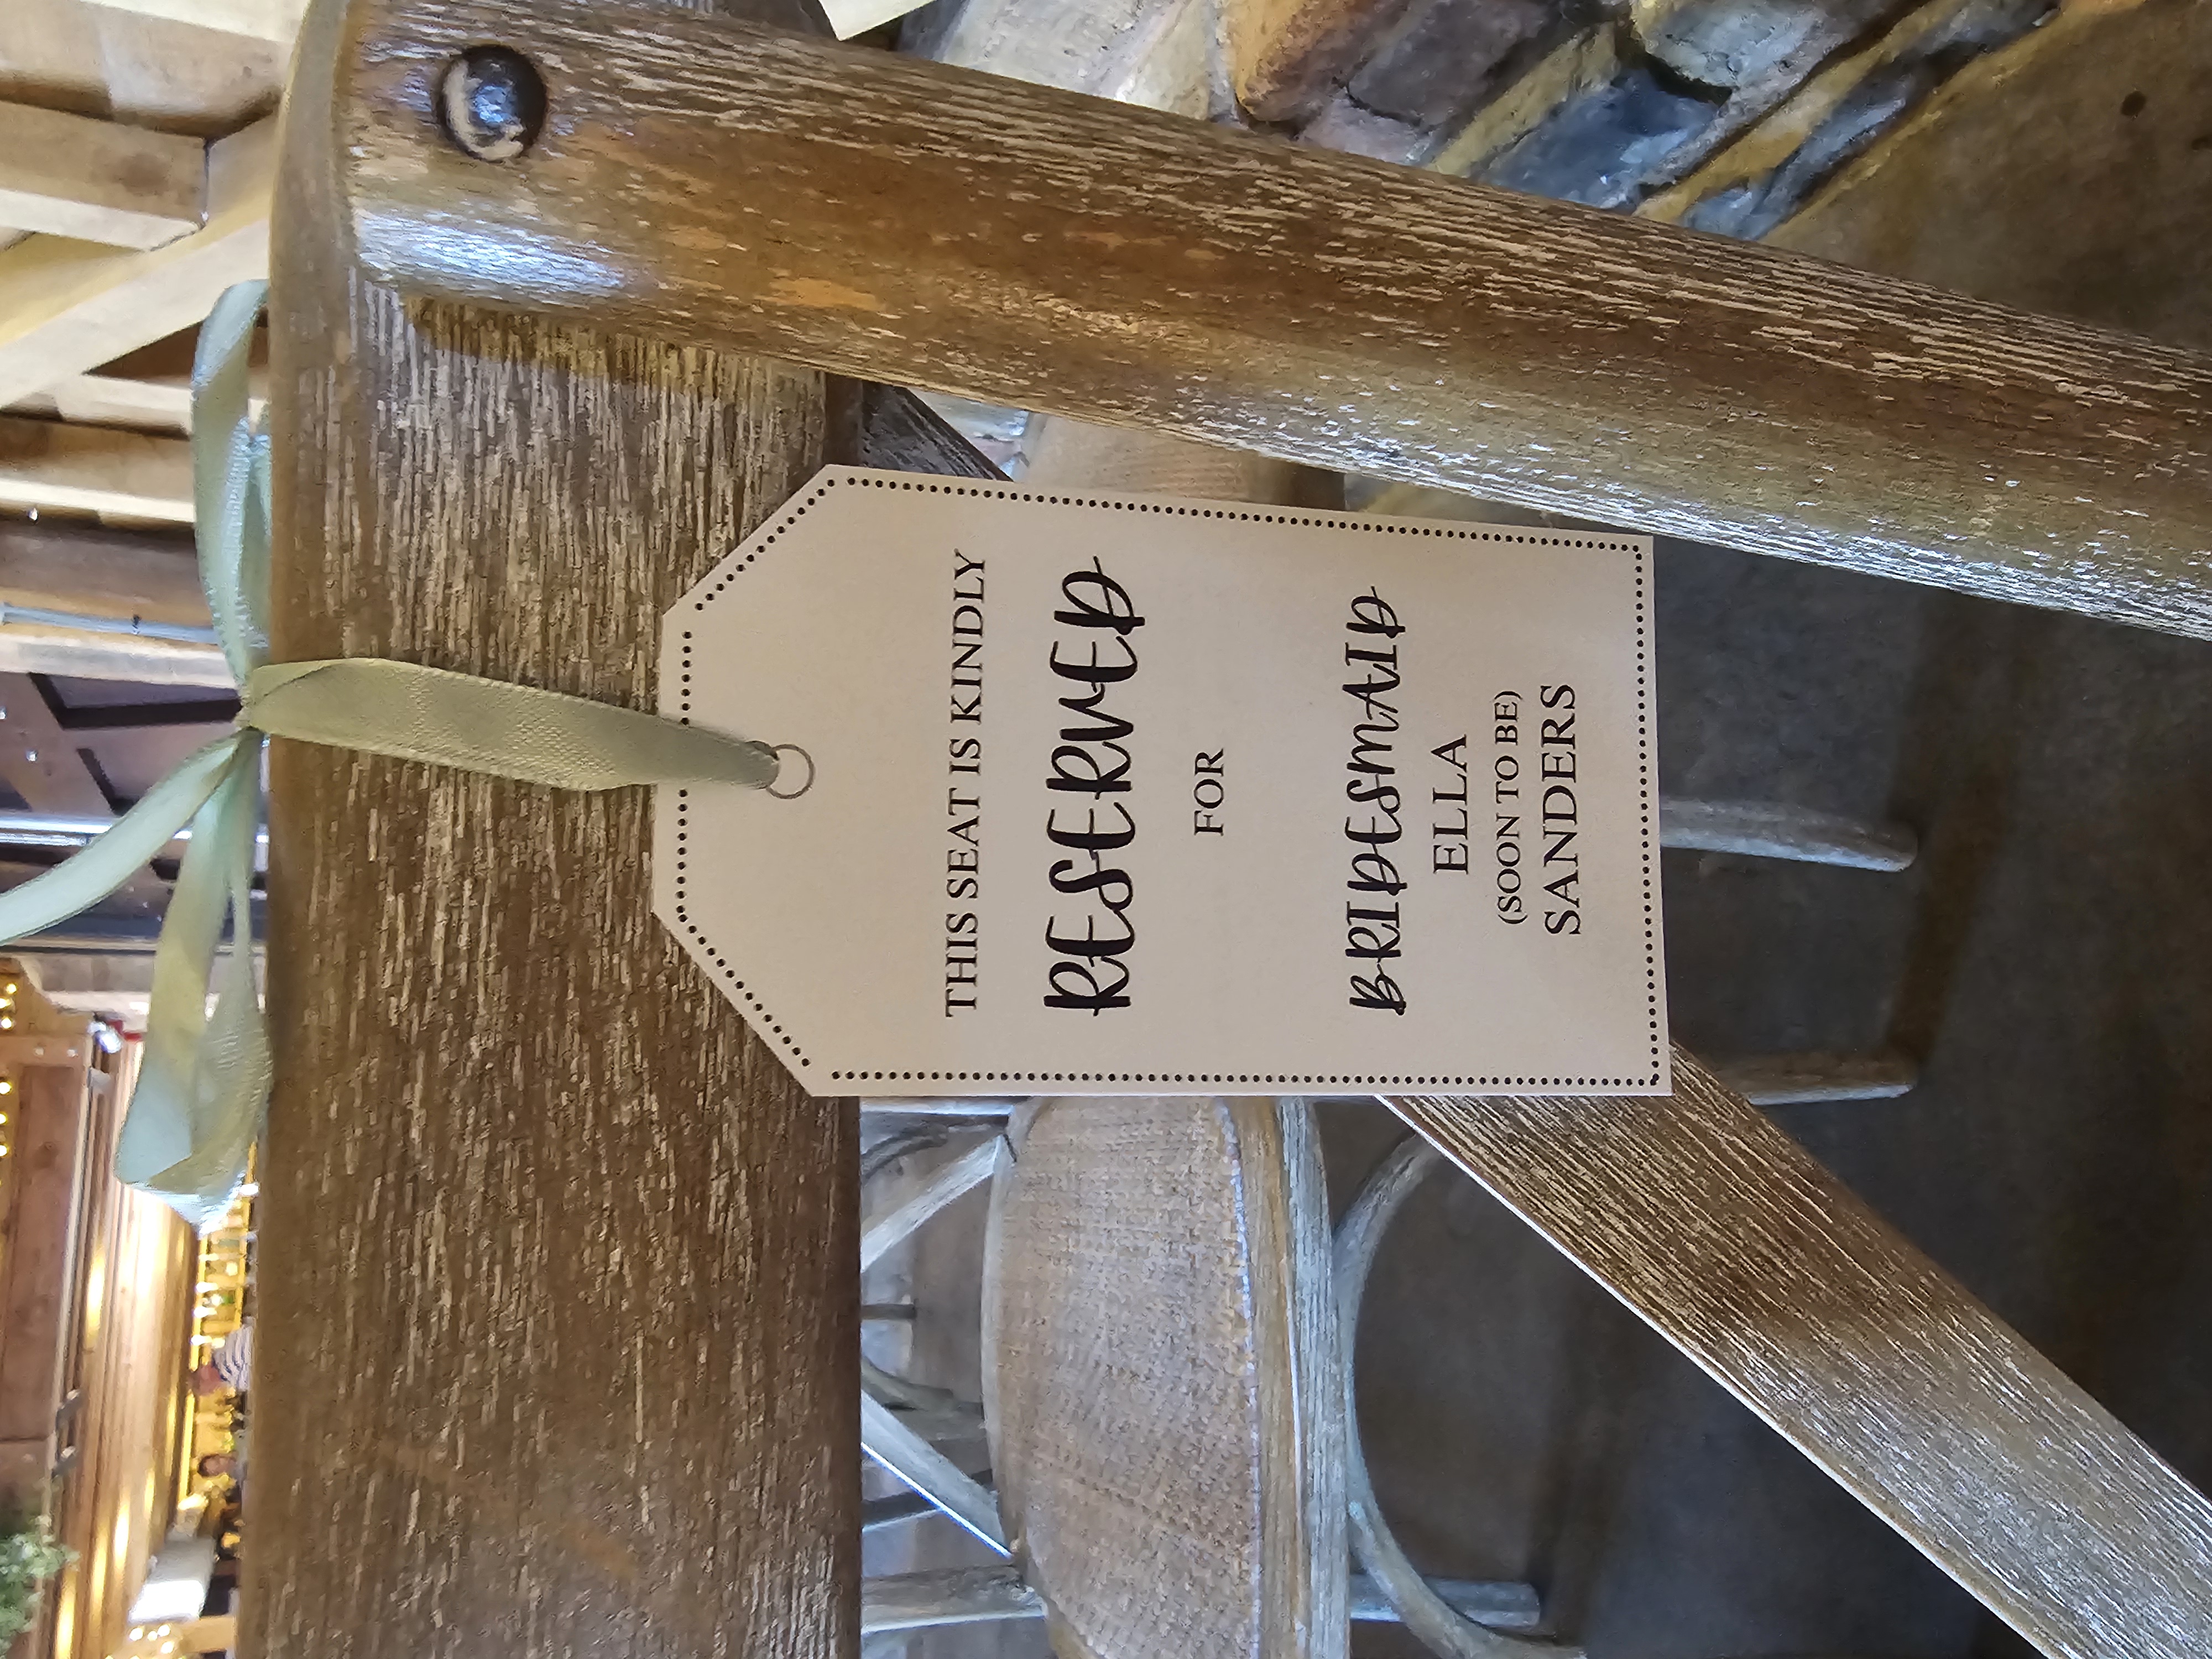 THIS SEAT IS KINDLY
RESERVED
FOR
BRIDESMAID
ELLA
(SOON TO BE)
SANDERS